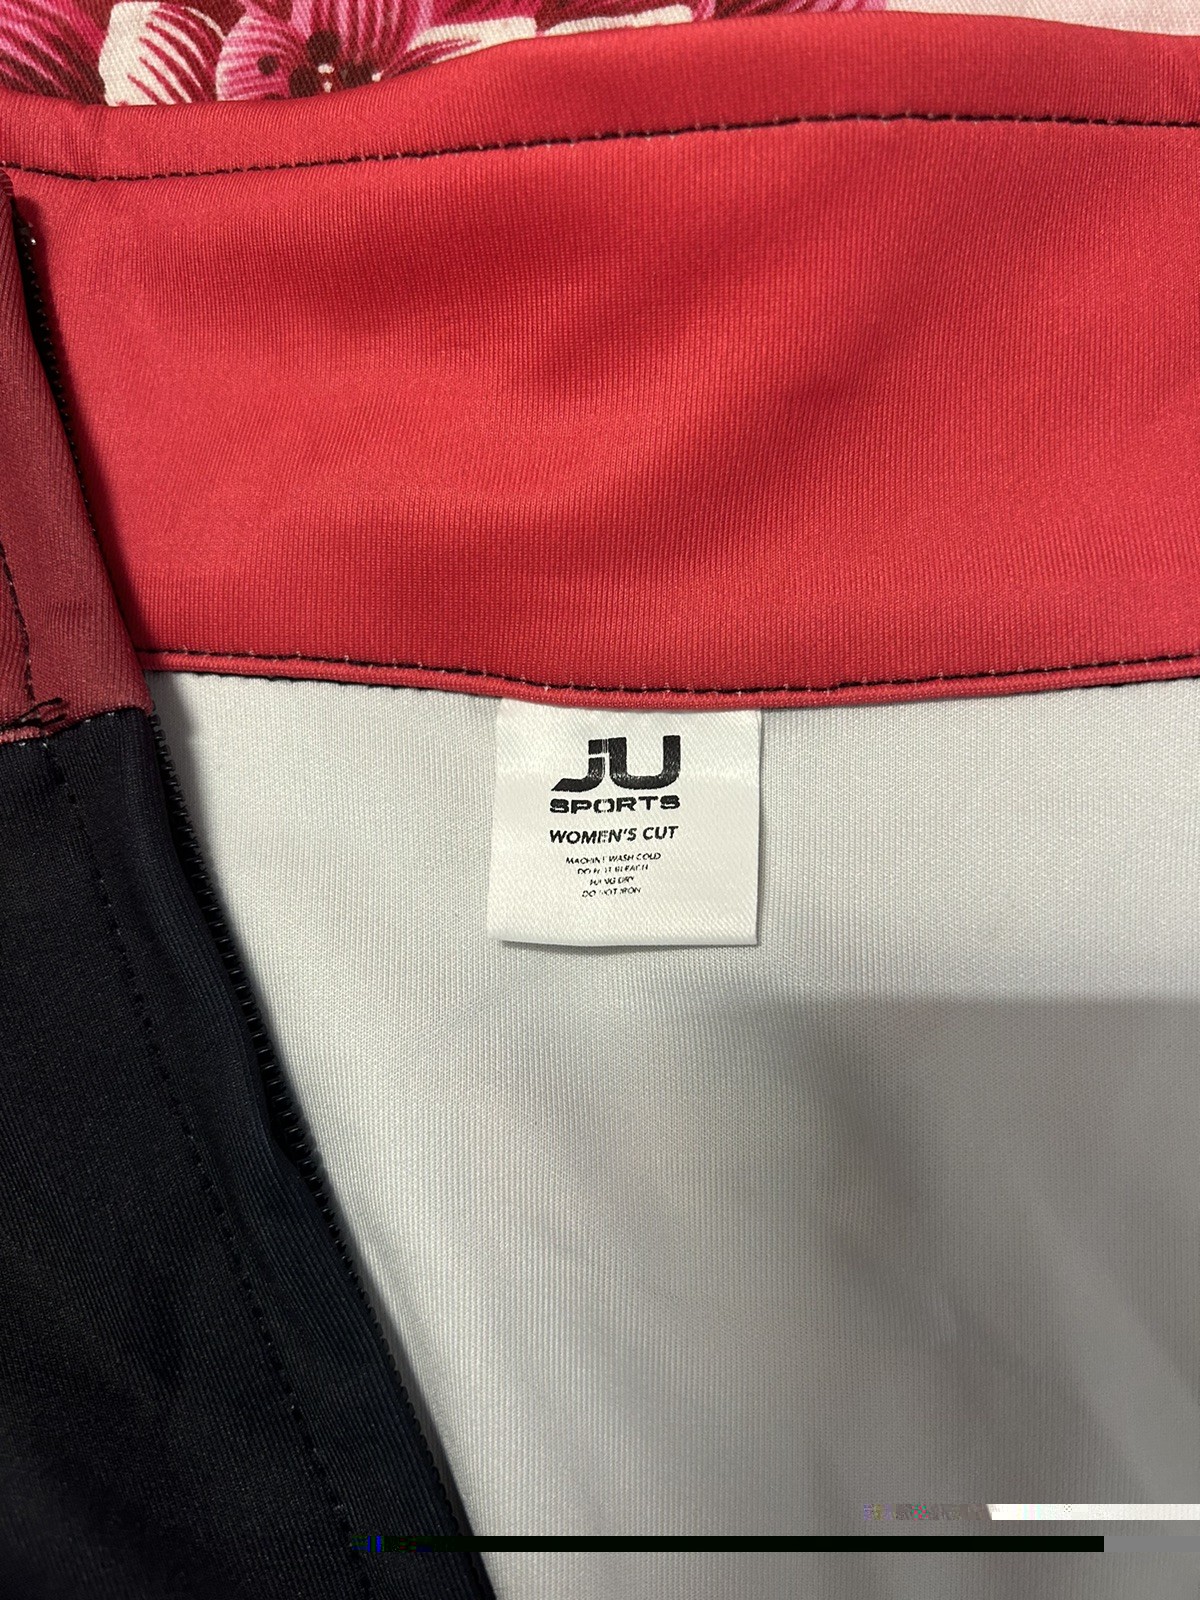 JU
SPORTS
WOMEN'S CUT
MACHINE WASH COLD
DO NOT BLEACH
HANG DRY
DO NOT IRON